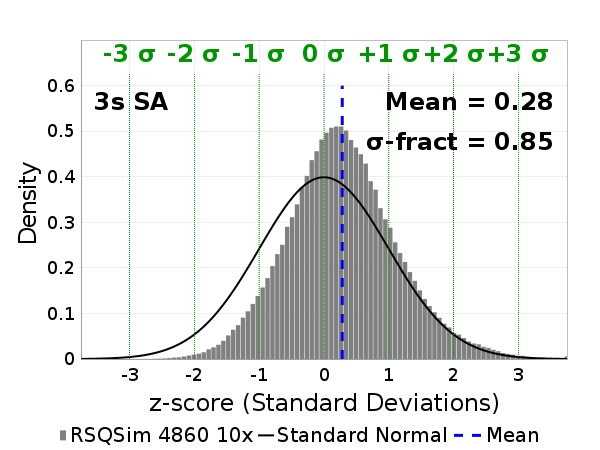 -3 σ -2 σ -1 σ 0 σ +1 σ +2 σ +3 σ
0.6
3s SA
Mean = 0.28
0.5
σ-fract = 0.85
0.4
0.3
0.2
0.1
0
Density
-3 -2 -1 0 1 2 3
z-score (Standard Deviations)
RSQSim 4860 10x Standard Normal Mean